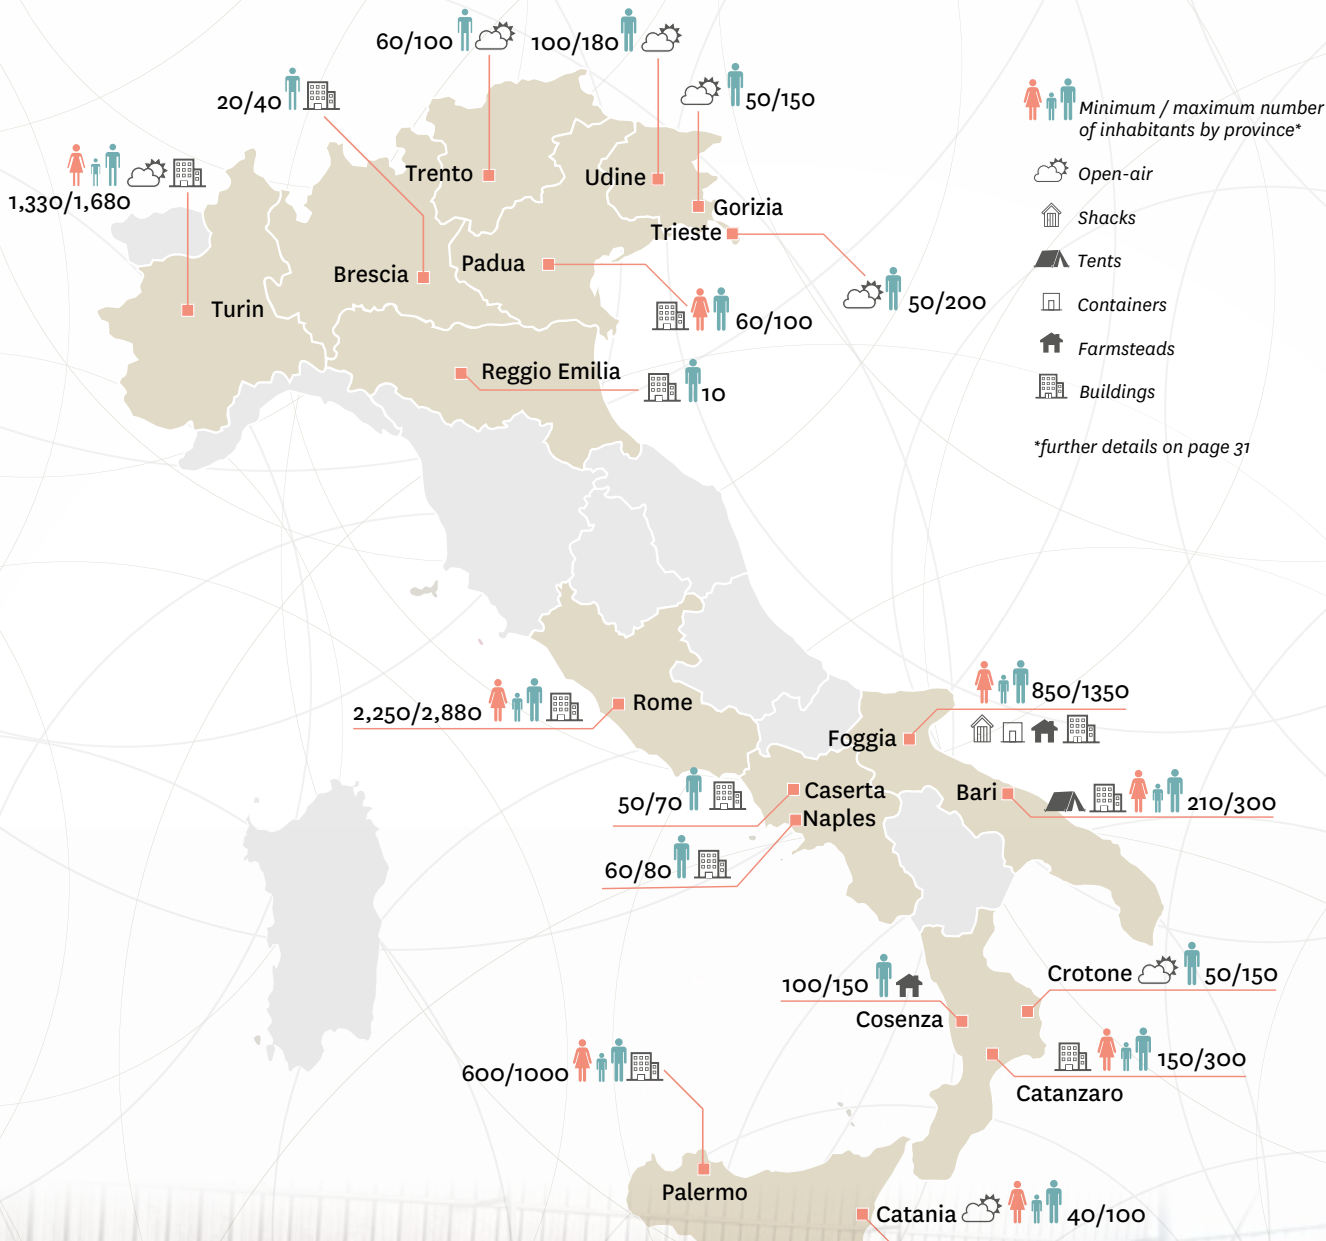 60/100
100/180
50/150
20/40
Minimum / maximum number
of inhabitants by province*
Open-air
Trento
Udine
1,330/1,680
Gorizia
Shacks
Trieste
Brescia
Padua
Tents
50/200
Turin
60/100
Containers
Farmsteads
Reggio Emilia
10
Buildings
*further details on page 31
850/1350
2,250/2,880
Rome
Foggia
50/70
Caserta
Bari
210/300
Naples
60/80
100/150
Crotone
50/150
Cosenza
600/1000
150/300
Catanzaro
Palermo
Catania
40/100